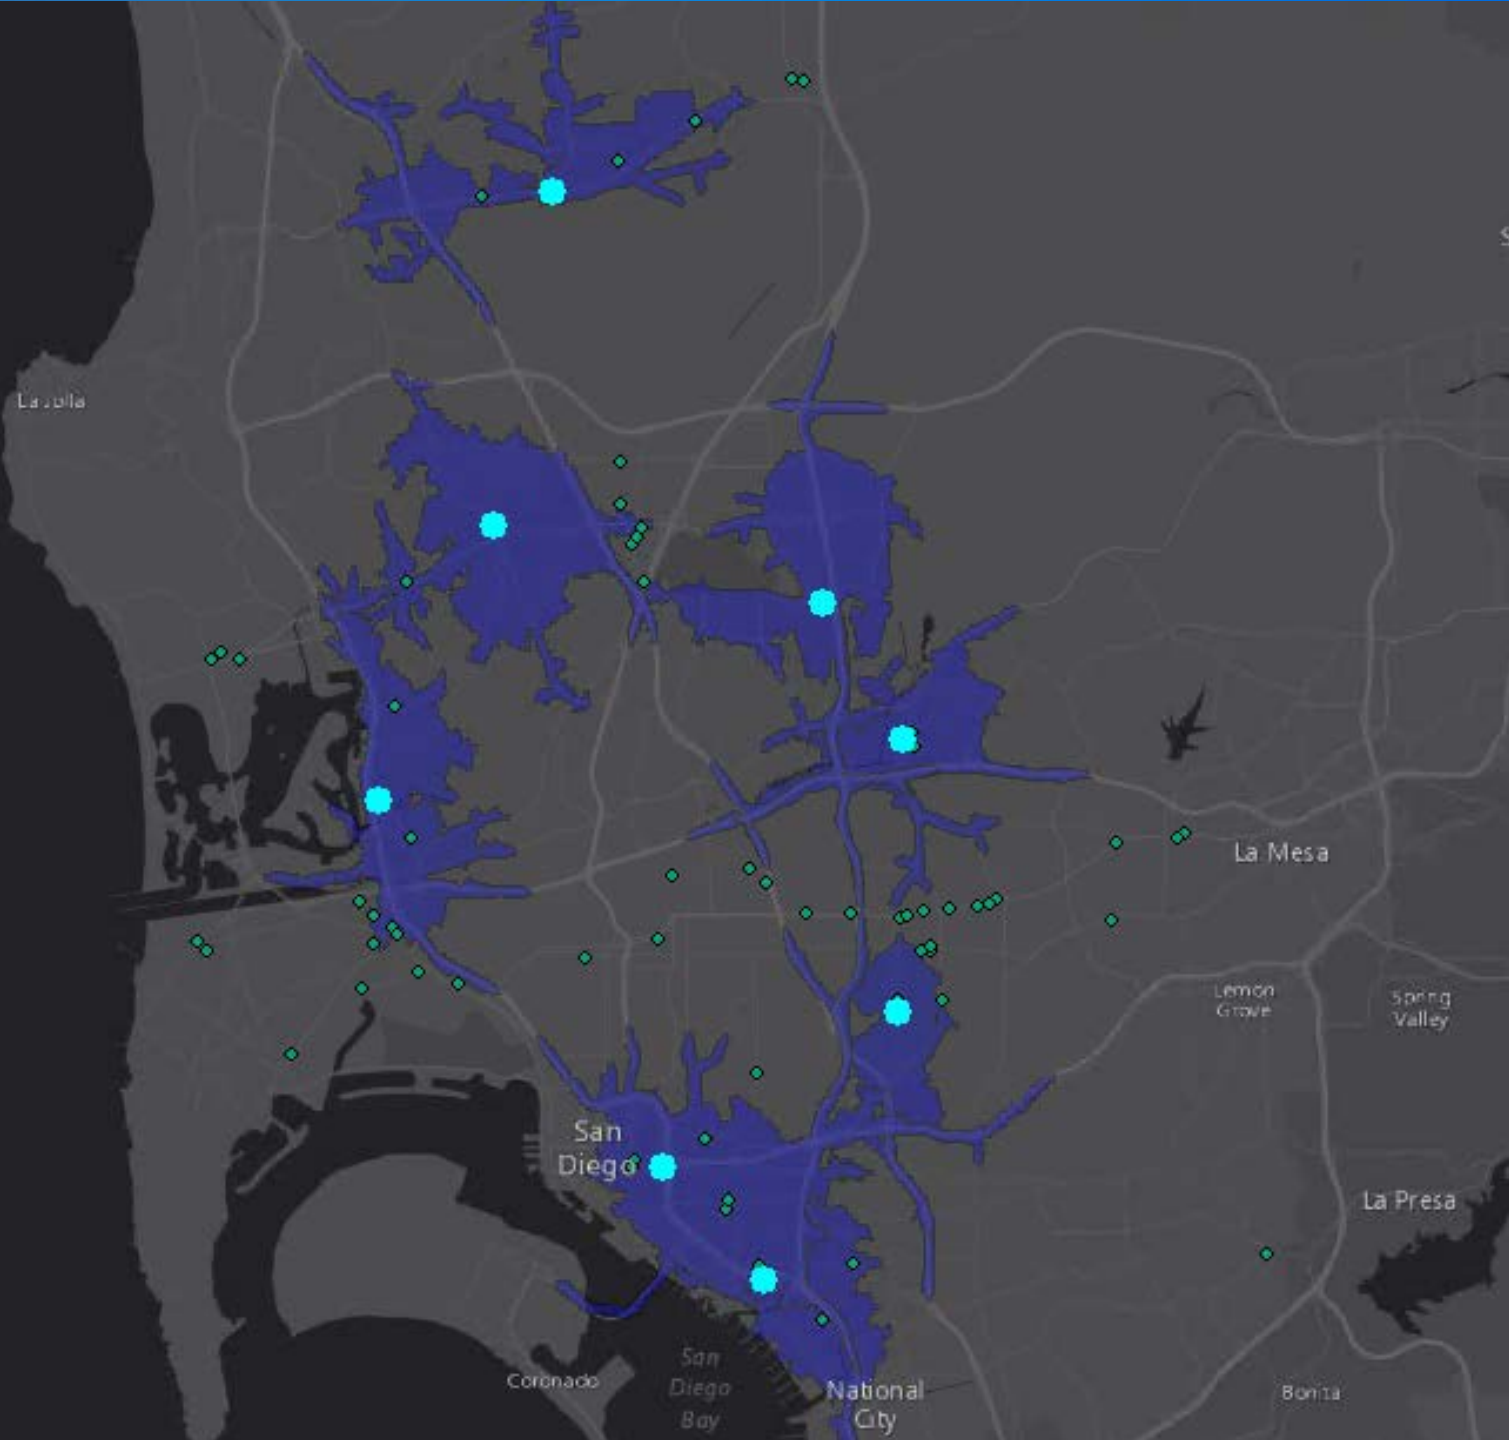 La Jolla
La Mesa
Lemon
Grove
Spring
Valley
San
Diego
La Presa
San
Diego
Bay
Coronado
National
City
Bonita